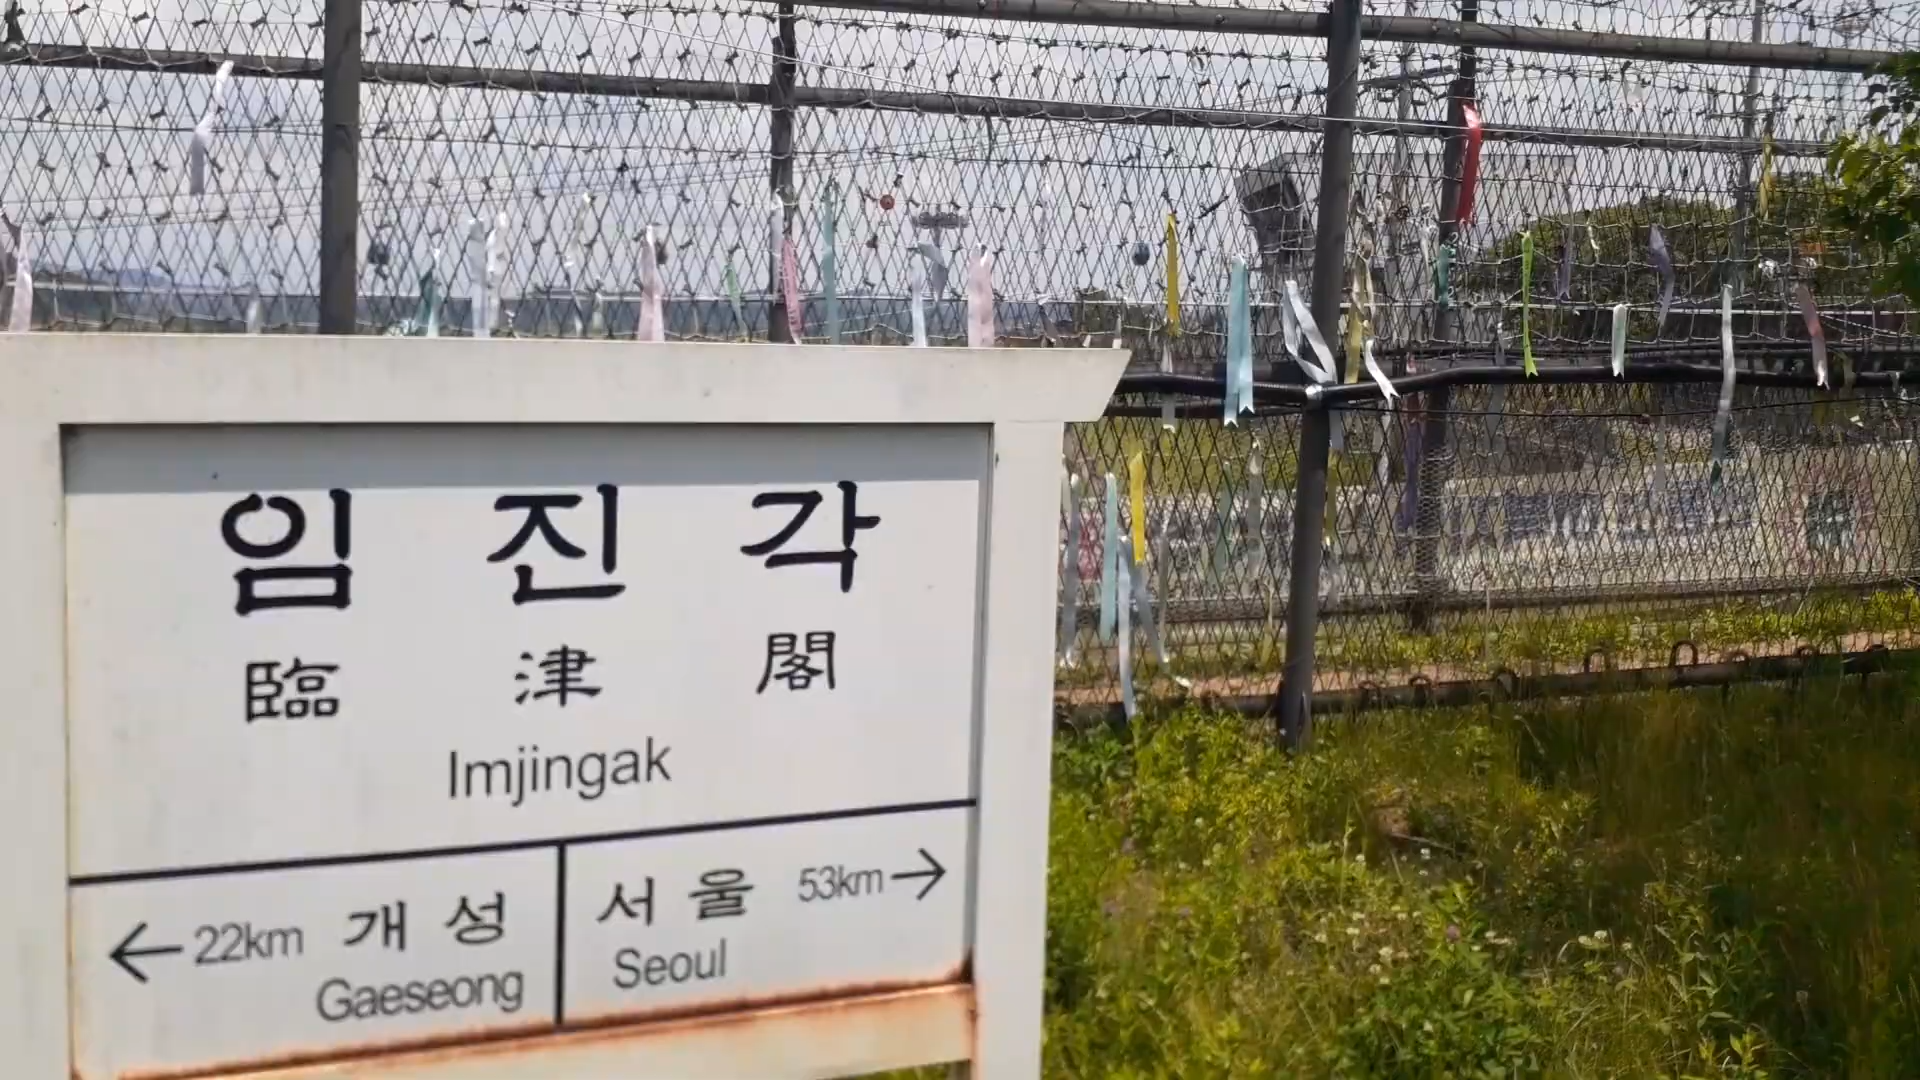 임 진 각
臨 津 閣
Imjingak
←22km 개 성
Gaeseong
서 울 53km→
Seoul